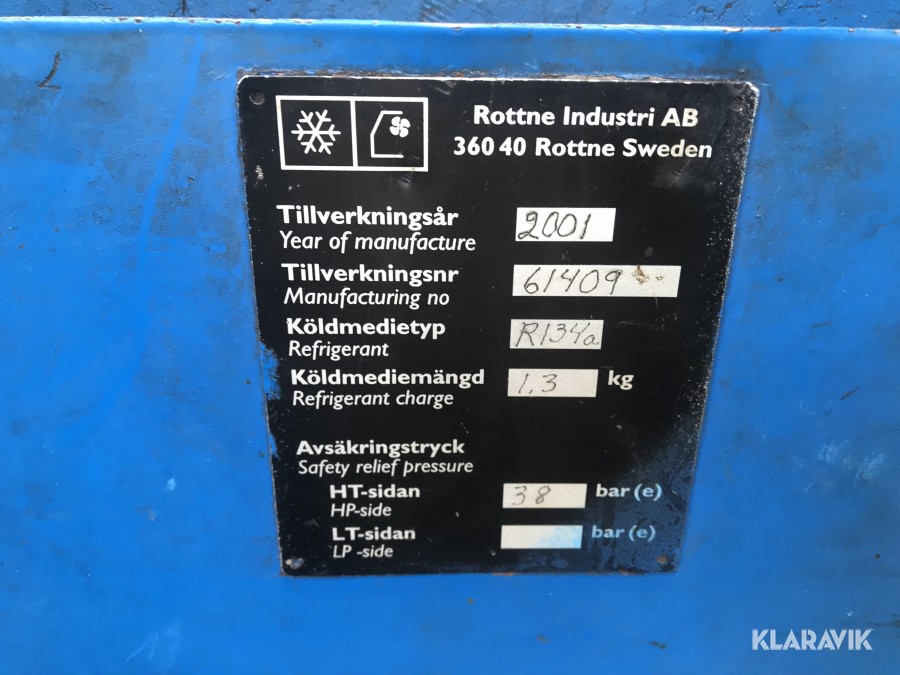 Rottne Industri AB
360 40 Rottne Sweden
Tillverkningsår
Year of manufacture
2001
Tillverkningsnr
Manufacturing no
61409
Köldmedietyp
Refrigerant
R134a
Köldmediemängd
Refrigerant charge
1.3 kg
Avsäkringstryck
Safety relief pressure
HT-sidan
HP-side
38 bar (e)
LT-sidan
LP -side
bar (e)
KLARAVIK